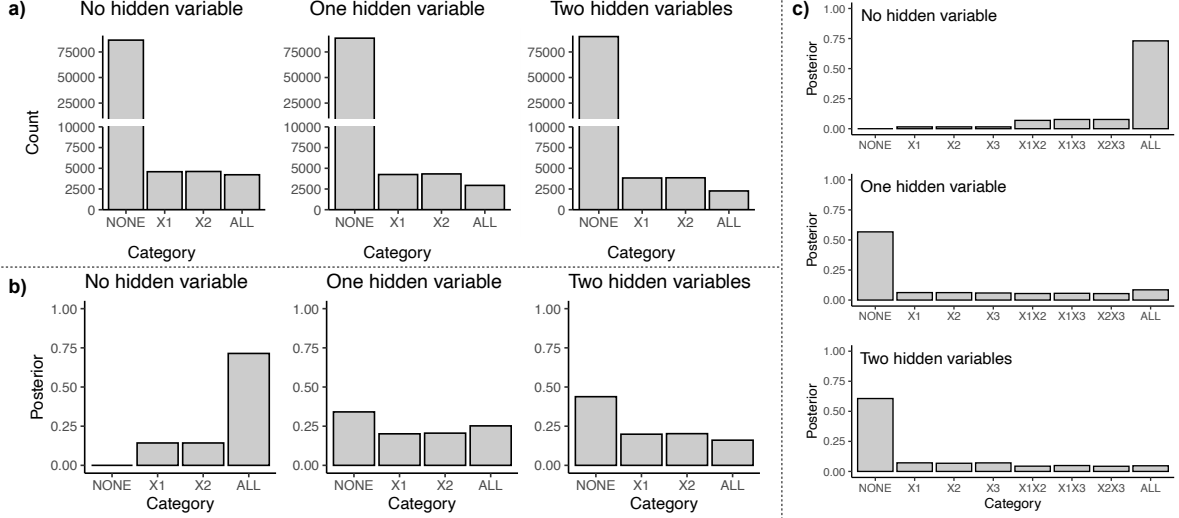 a)
No hidden variable
One hidden variable
Two hidden variables
Count
75000
50000
25000
10000
7500
5000
2500
0
NONE X1 X2 ALL
Category
75000
50000
25000
10000
7500
5000
2500
0
NONE X1 X2 ALL
Category
75000
50000
25000
10000
7500
5000
2500
0
NONE X1 X2 ALL
Category
b)
No hidden variable
One hidden variable
Two hidden variables
Posterior
1.00
0.75
0.50
0.25
0.00
NONE X1 X2 ALL
Category
1.00
0.75
0.50
0.25
0.00
NONE X1 X2 ALL
Category
1.00
0.75
0.50
0.25
0.00
NONE X1 X2 ALL
Category
c)
No hidden variable
Posterior
1.00
0.75
0.50
0.25
0.00
NONE X1 X2 X3 X1X2 X1X3 X2X3 ALL
One hidden variable
Posterior
1.00
0.75
0.50
0.25
0.00
NONE X1 X2 X3 X1X2 X1X3 X2X3 ALL
Two hidden variables
Posterior
1.00
0.75
0.50
0.25
0.00
NONE X1 X2 X3 X1X2 X1X3 X2X3 ALL
Category